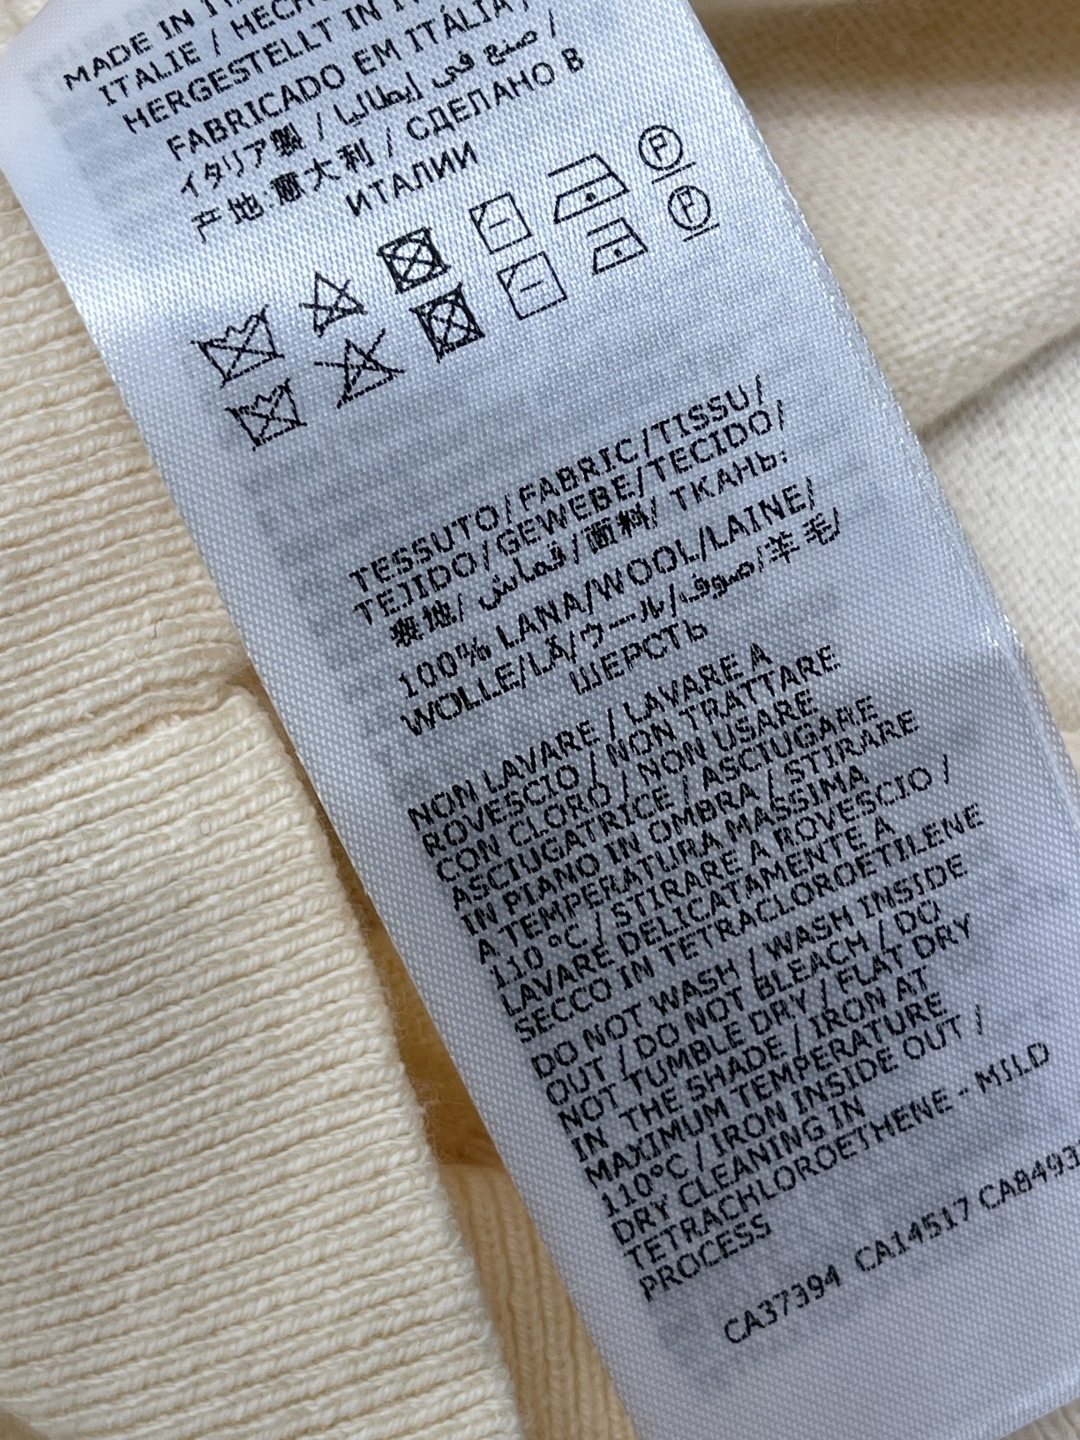 MADE IN
ITALIE / HECHO
HERGESTELLT IN
FABRICADO EM ITÁLIA /
イタリア製 / صنع في إيطاليا /
产地:意大利 / СДЕЛАНО В
ИТАЛИИ
P
P
TESSUTO/FABRIC/TISSU/
TEJIDO/GEWEBE/TECIDO/
表地/ قماش/面料/ ТКАНЬ:
100% LANA/WOOL/LAINE/
WOLLE/LÃ/ウール/صوف/羊毛/
ШЕРСТЬ
NON LAVARE / LAVARE A
ROVESCIO / NON TRATTARE
CON CLORO / NON USARE
ASCIUGATRICE / ASCIUGARE
IN PIANO IN OMBRA / STIRARE
A TEMPERATURA MASSIMA
110 °C / STIRARE A ROVESCIO /
LAVARE DELICATAMENTE A
SECCO IN TETRACLOROETILENE
DO NOT WASH / WASH INSIDE
OUT / DO NOT BLEACH / DO
NOT TUMBLE DRY / FLAT DRY
IN THE SHADE / IRON AT
MAXIMUM TEMPERATURE
110°C / IRON INSIDE OUT /
DRY CLEANING IN
TETRACHLOROETHENE - MILD
PROCESS
CA37394 CA14517 CA8493